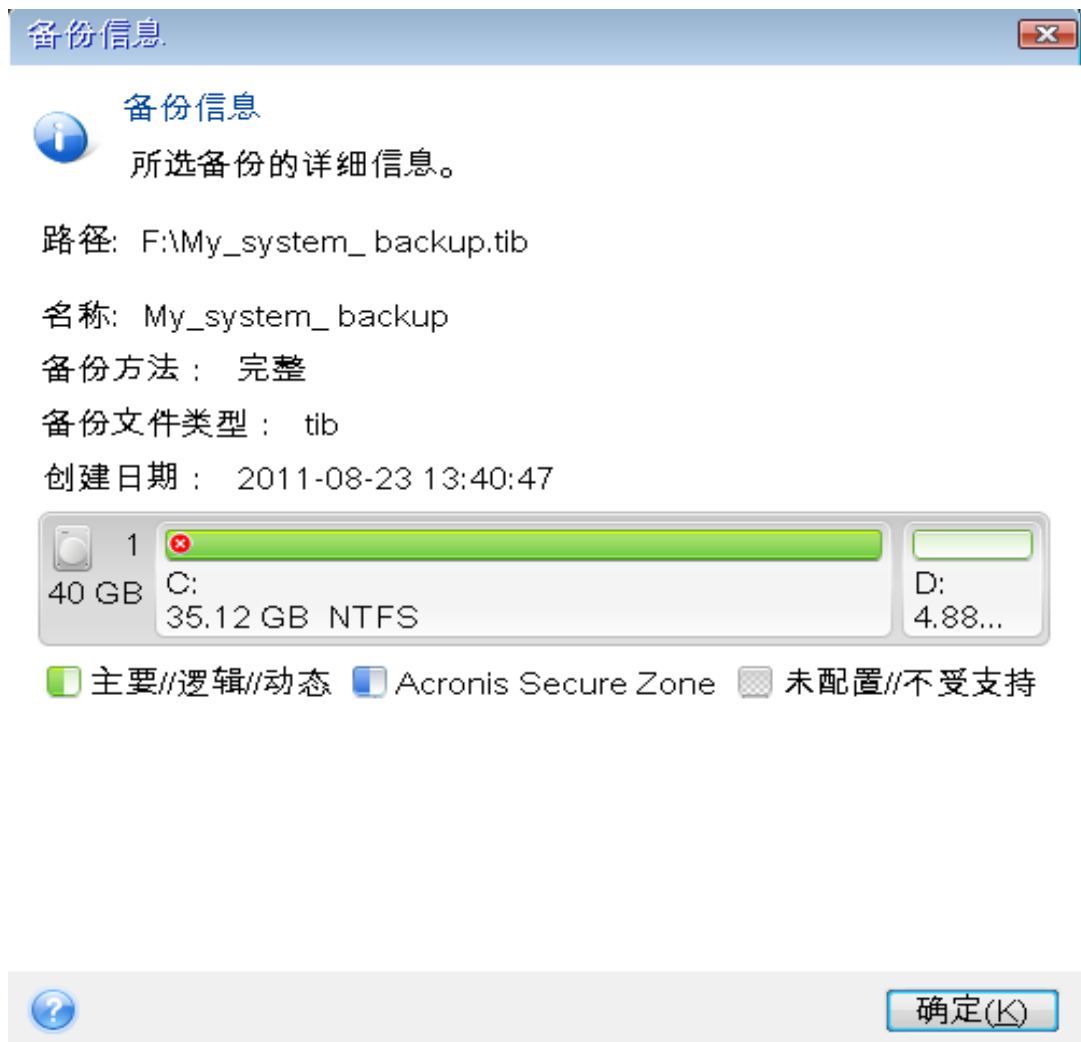 备份信息
备份信息
所选备份的详细信息。
路径: F:\My_system_ backup.tib
名称: My_system_ backup
备份方法： 完整
备份文件类型： tib
创建日期： 2011-08-23 13:40:47
1
40 GB
C:
35.12 GB NTFS
D:
4.88...
主要//逻辑//动态 Acronis Secure Zone 未配置//不受支持
确定(K)